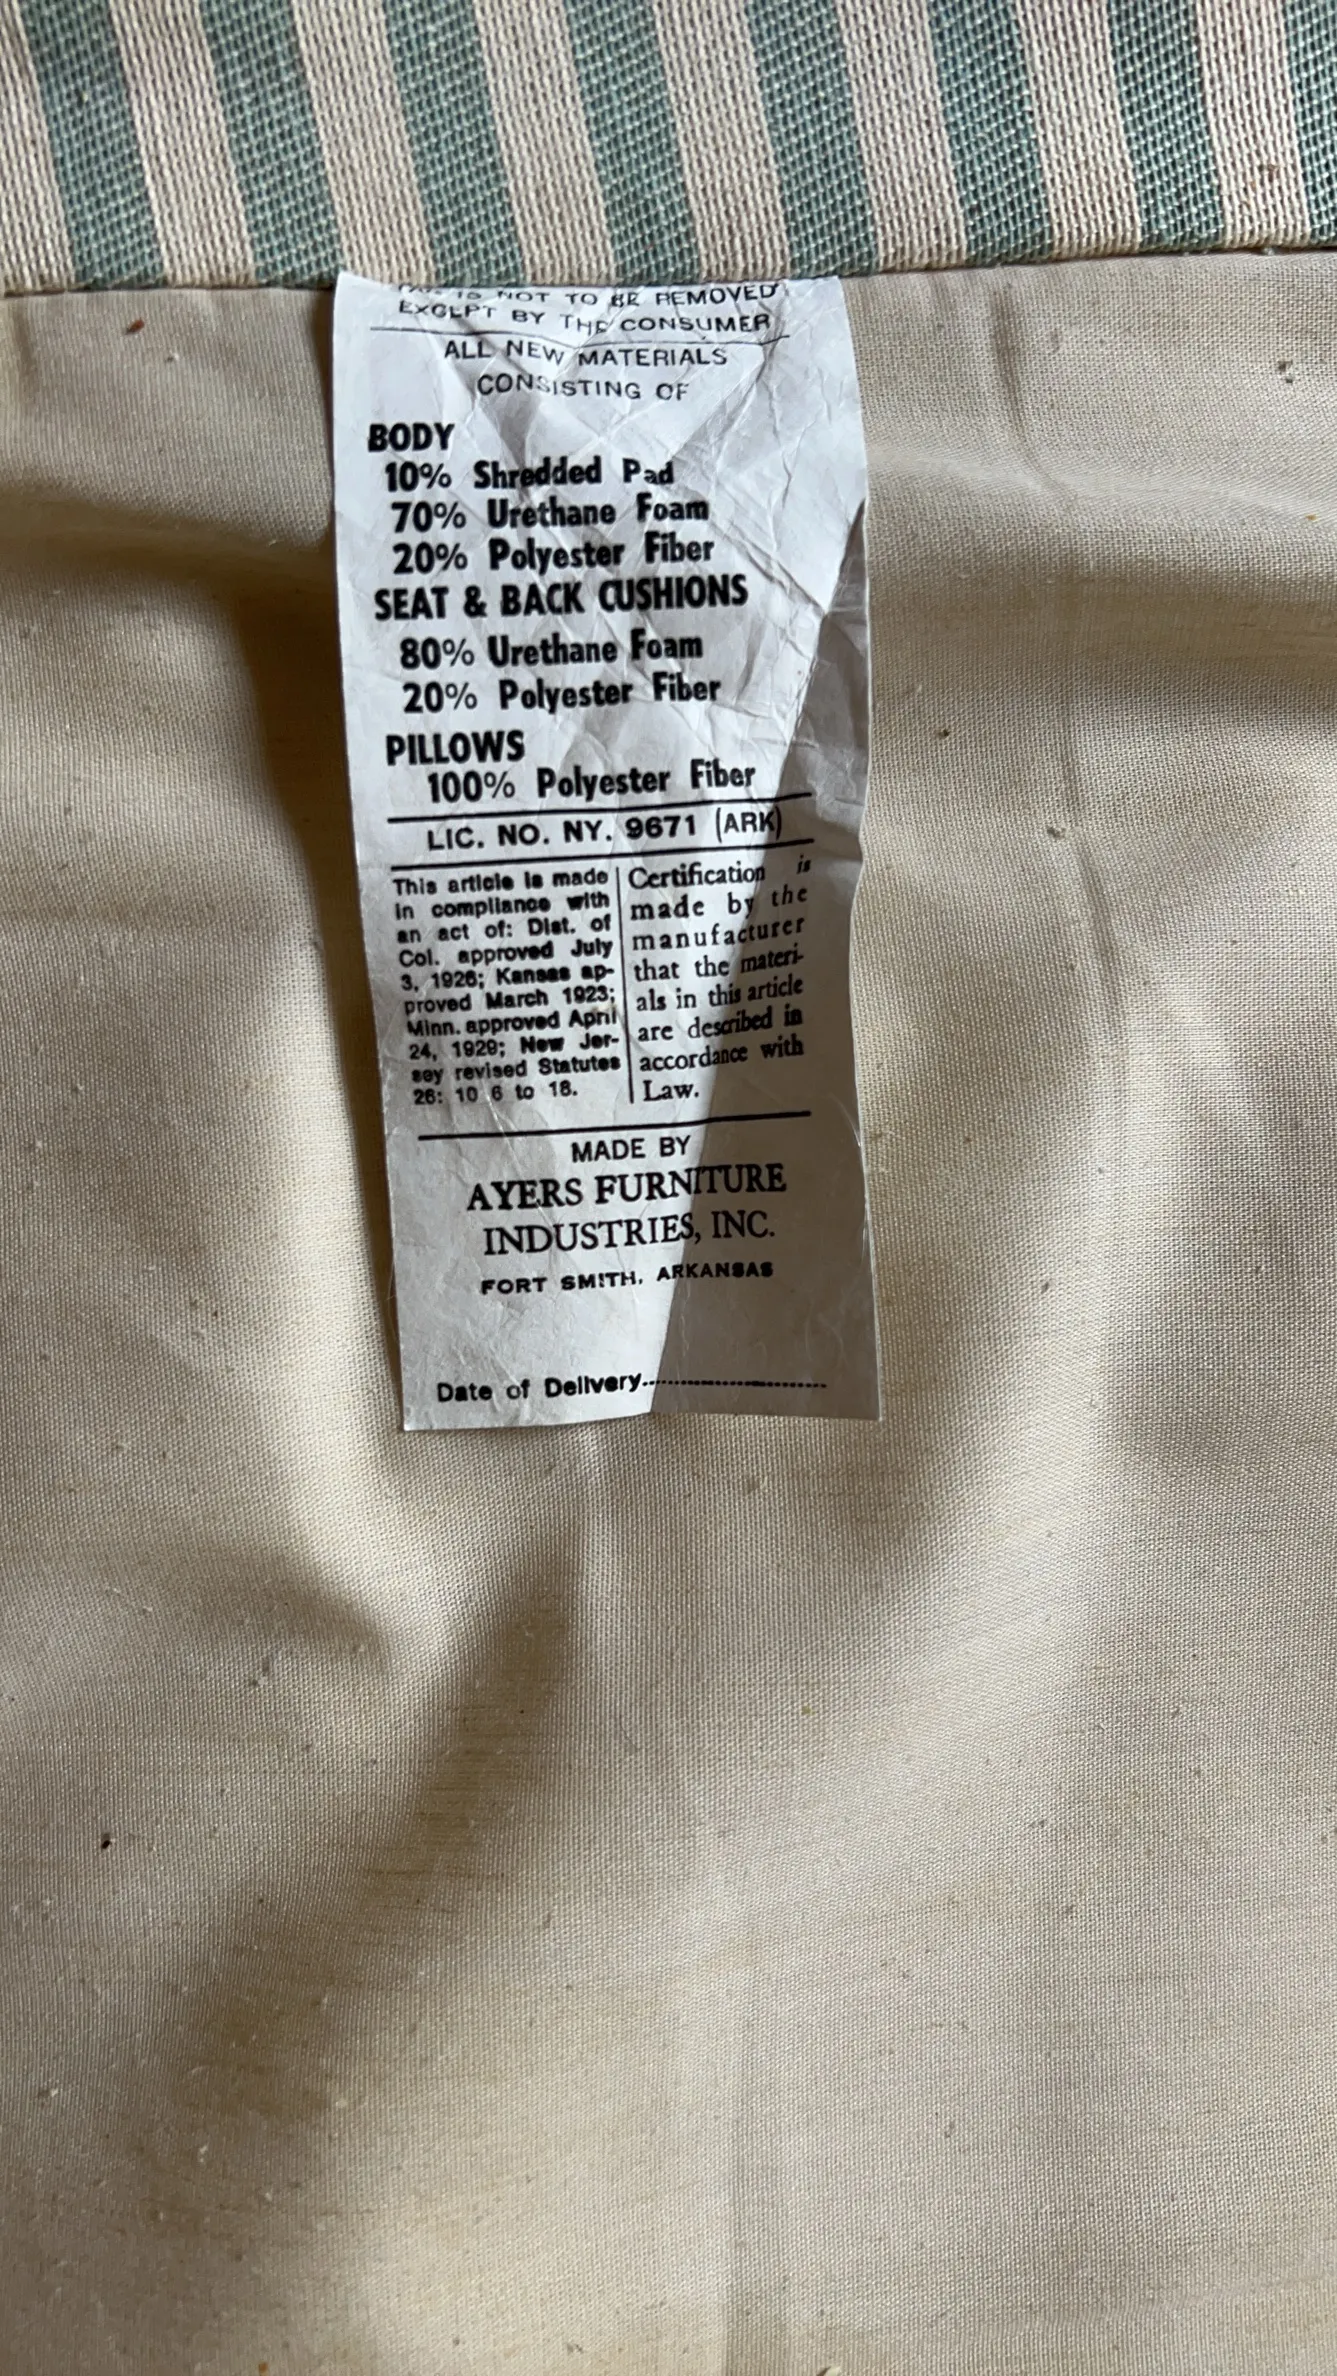 IS NOT TO BE REMOVED
EXCEPT BY THE CONSUMER
ALL NEW MATERIALS
CONSISTING OF
BODY
10% Shredded Pad
70% Urethane Foam
20% Polyester Fiber
SEAT & BACK CUSHIONS
80% Urethane Foam
20% Polyester Fiber
PILLOWS
100% Polyester Fiber
LIC. NO. NY. 9671 (ARK)
This article is made
in compliance with
an act of: Dist. of
Col. approved July
3, 1926; Kansas ap-
proved March 1923;
Minn. approved April
24, 1929; New Jer-
sey revised Statutes
26: 10 6 to 18.
Certification is
made by the
manufacturer
that the materi-
als in this article
are described in
accordance with
Law.
MADE BY
AYERS FURNITURE
INDUSTRIES, INC.
FORT SMITH, ARKANSAS
Date of Delivery